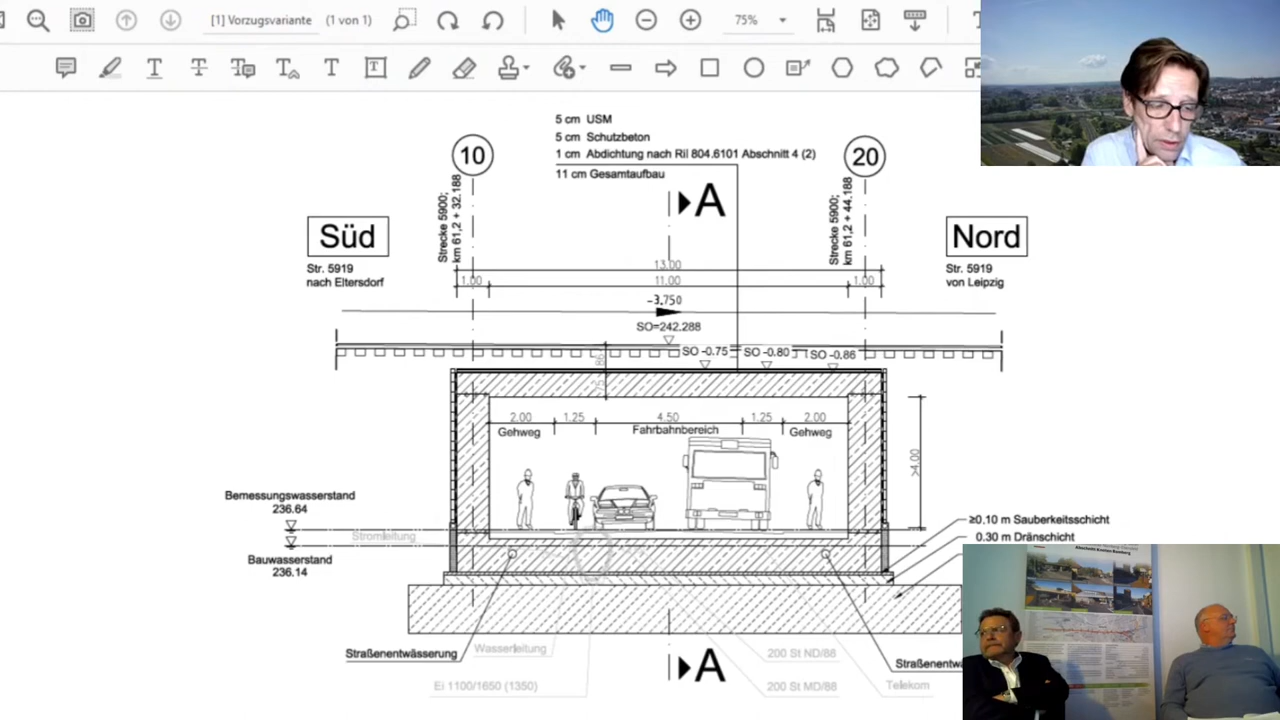 [1] Vorzugsvariante
(1 von 1)
75%
5 cm USM
5 cm Schutzbeton
1 cm Abdichtung nach Ril 804.6101 Abschnitt 4 (2)
11 cm Gesamtaufbau
10
20
A
Strecke 5900;
km 61,2 + 32.188
Strecke 5900;
km 61,2 + 44.188
Süd
Nord
Str. 5919
nach Eltersdorf
Str. 5919
von Leipzig
13.00
1.00
11.00
1.00
-3,750
SO=242.288
SO -0.75
SO -0.80
SO -0.86
86
75
2.00
1.25
4.50
1.25
2.00
Gehweg
Fahrbahnbereich
Gehweg
>4.00
Bemessungswasserstand
236.64
Stromleitung
Bauwasserstand
236.14
≥0,10 m Sauberkeitsschicht
0.30 m Dränschicht
Abschnitt Knoten Bamberg
Straßenentwässerung
Wasserleitung
200 St ND/88
A
Straßenentwä
Ei 1100/1650 (1350)
200 St MD/88
Telekom